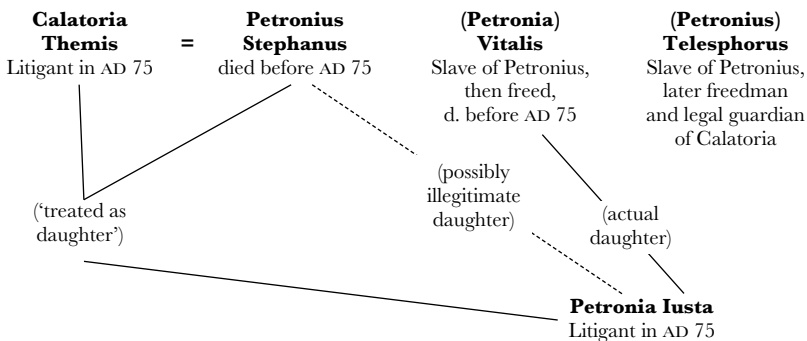 Calatoria
Themis
Litigant in AD 75
=
Petronius
Stephanus
died before AD 75
(Petronia)
Vitalis
Slave of Petronius,
then freed,
d. before AD 75
(Petronius)
Telesphorus
Slave of Petronius,
later freedman
and legal guardian
of Calatoria
(‘treated as
daughter’)
(possibly
illegitimate
daughter)
(actual
daughter)
Petronia Iusta
Litigant in AD 75